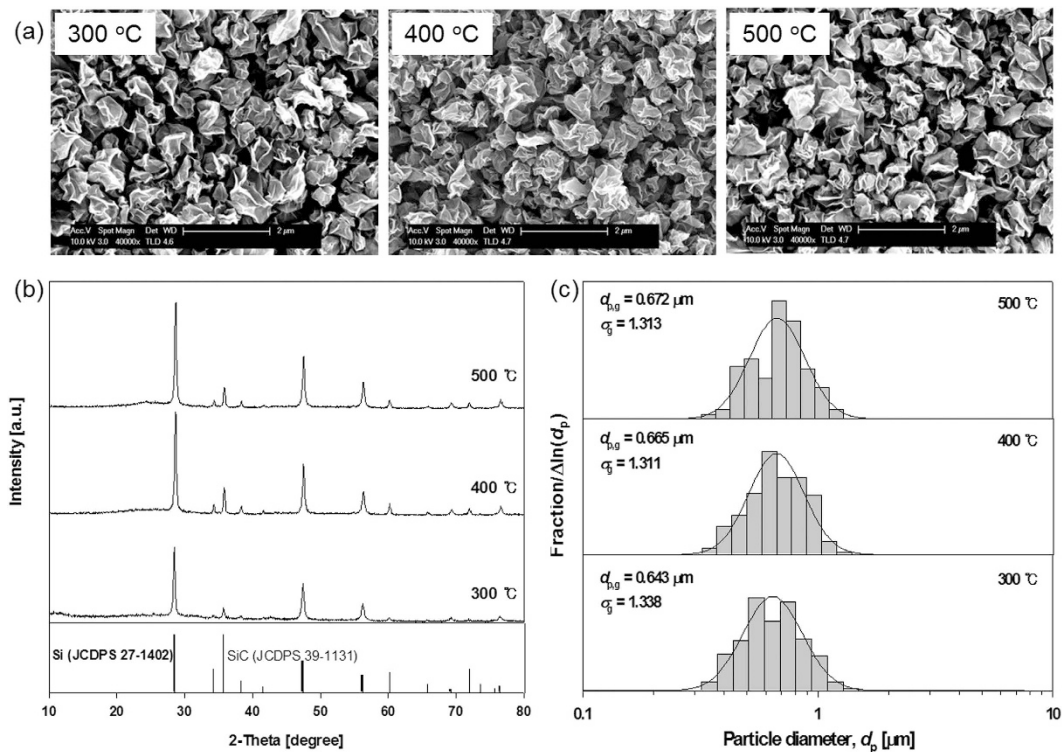 (a)
300 °C
400 °C
500 °C
Acc.V Spot Magn Det WD
10.0 kV 3.0 40000x TLD 4.6
2 μm
Acc.V Spot Magn Det WD
10.0 kV 3.0 40000x TLD 4.7
2 μm
Acc.V Spot Magn Det WD
10.0 kV 3.0 40000x TLD 4.7
2 μm
(b)
Intensity [a.u.]
500 ℃
400 ℃
300 ℃
Si (JCDPS 27-1402)
SiC (JCDPS 39-1131)
10 20 30 40 50 60 70 80
2-Theta [degree]
(c)
Fraction/Δln(dp)
dp,g = 0.672 μm
σg = 1.313
500 ℃
dp,g = 0.665 μm
σg = 1.311
400 ℃
dp,g = 0.643 μm
σg = 1.338
300 ℃
0.1 1 10
Particle diameter, dp [μm]